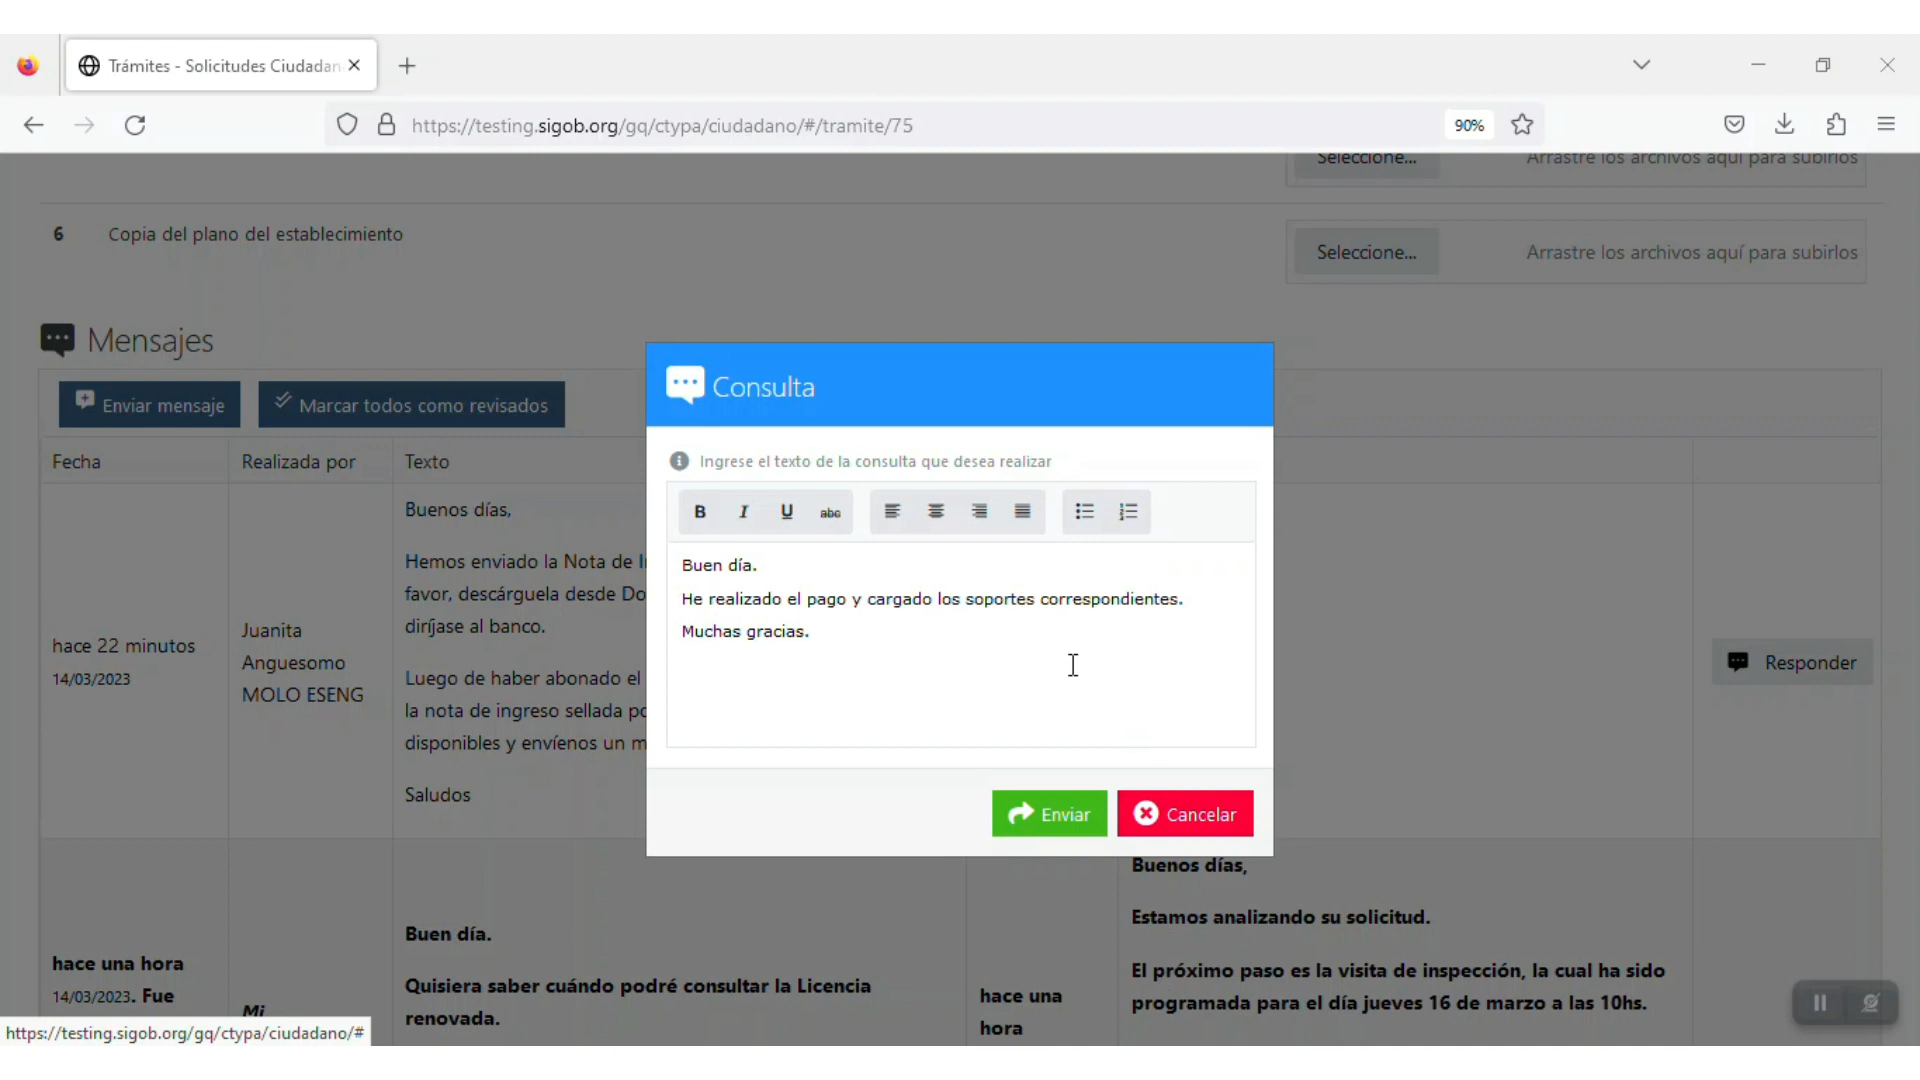 Trámites - Solicitudes Ciudadan
https://testing.sigob.org/gq/ctypa/ciudadano/#/tramite/75
90%
Seleccione...
Arrastre los archivos aquí para subirlos
6
Copia del plano del establecimiento
Seleccione...
Arrastre los archivos aquí para subirlos
Mensajes
Enviar mensaje
Marcar todos como revisados
Fecha
Realizada por
Texto
hace 22 minutos
14/03/2023
Juanita
Anguesomo
MOLO ESENG
Buenos días,
Hemos enviado la Nota de
favor, descárguela desde
diríjase al banco.
Luego de haber abonado el
la nota de ingreso sellada
disponibles y envíenos un
Saludos
Responder
Consulta
Ingrese el texto de la consulta que desea realizar
B I U abc
Buen día.
He realizado el pago y cargado los soportes correspondientes.
Muchas gracias.
Enviar
Cancelar
hace una hora
14/03/2023. Fue
Mi
Buen día.
Quisiera saber cuándo podré consultar la Licencia
renovada.
hace una
hora
Buenos días,
Estamos analizando su solicitud.
El próximo paso es la visita de inspección, la cual ha sido
programada para el día jueves 16 de marzo a las 10hs.
https://testing.sigob.org/gq/ctypa/ciudadano/#